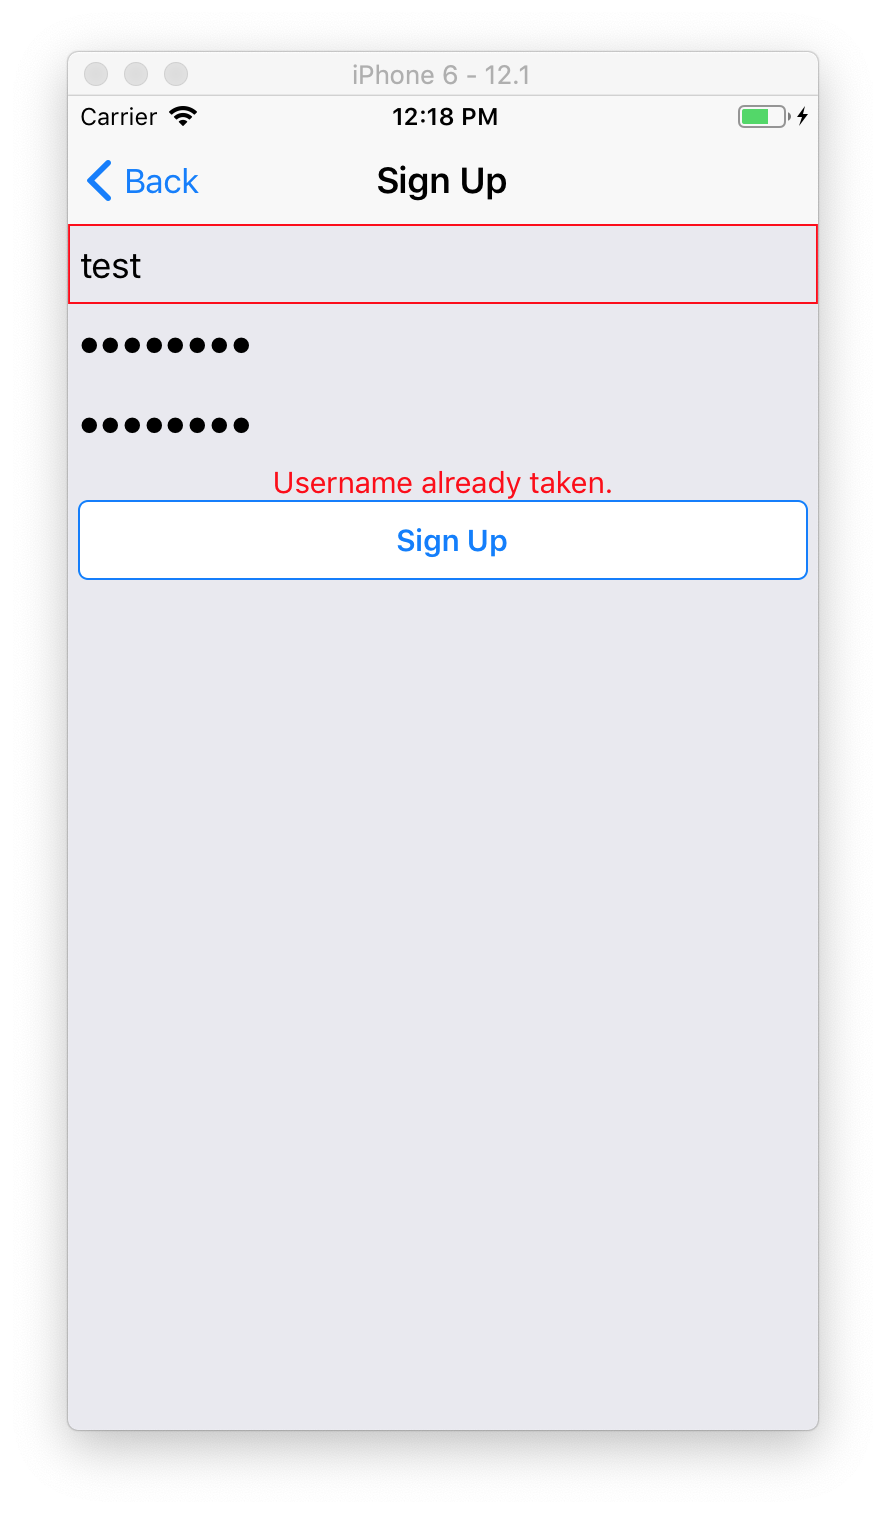 iPhone 6 - 12.1
Carrier 12:18 PM
Back Sign Up
test
••••••••
••••••••
Username already taken.
Sign Up